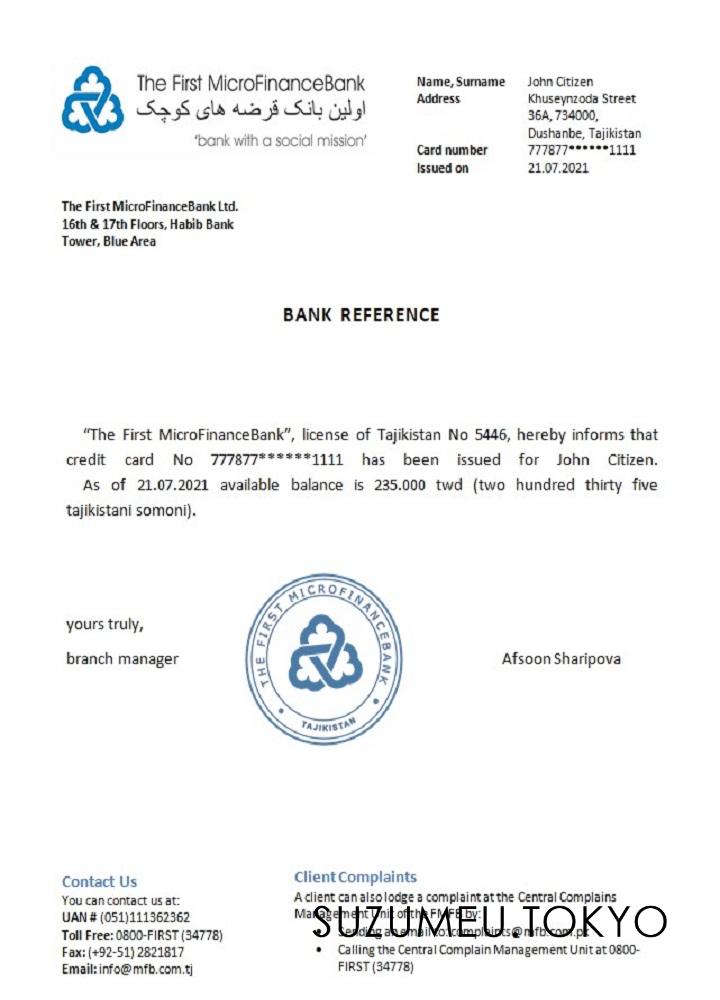 The First MicroFinanceBank
اولین بانک قرضه های کوچک
'bank with a social mission'
Name, Surname John Citizen
Address Khuseynzoda Street
36A, 734000,
Dushanbe, Tajikistan
Card number 777877******1111
Issued on 21.07.2021
The First MicroFinanceBank Ltd.
16th & 17th Floors, Habib Bank
Tower, Blue Area
BANK REFERENCE
“The First MicroFinanceBank”, license of Tajikistan No 5446, hereby informs that
credit card No 777877******1111 has been issued for John Citizen.
As of 21.07.2021 available balance is 235.000 twd (two hundred thirty five
tajikistani somoni).
yours truly,
branch manager
THE FIRST MICROFINANCEBANK
TAJIKISTAN
Afsoon Sharipova
Contact Us
You can contact us at:
UAN # (051)111362362
Toll Free: 0800-FIRST (34778)
Fax: (+92-51) 2821817
Email: info@mfb.com.tj
Client Complaints
A client can also lodge a complaint at the Central Complains
Management Unit of the FMFB by:
SUZUMEU.TOKYO
• Sending an email to: complaints@mfb.com.pk
• Calling the Central Complain Management Unit at 0800-
FIRST (34778)